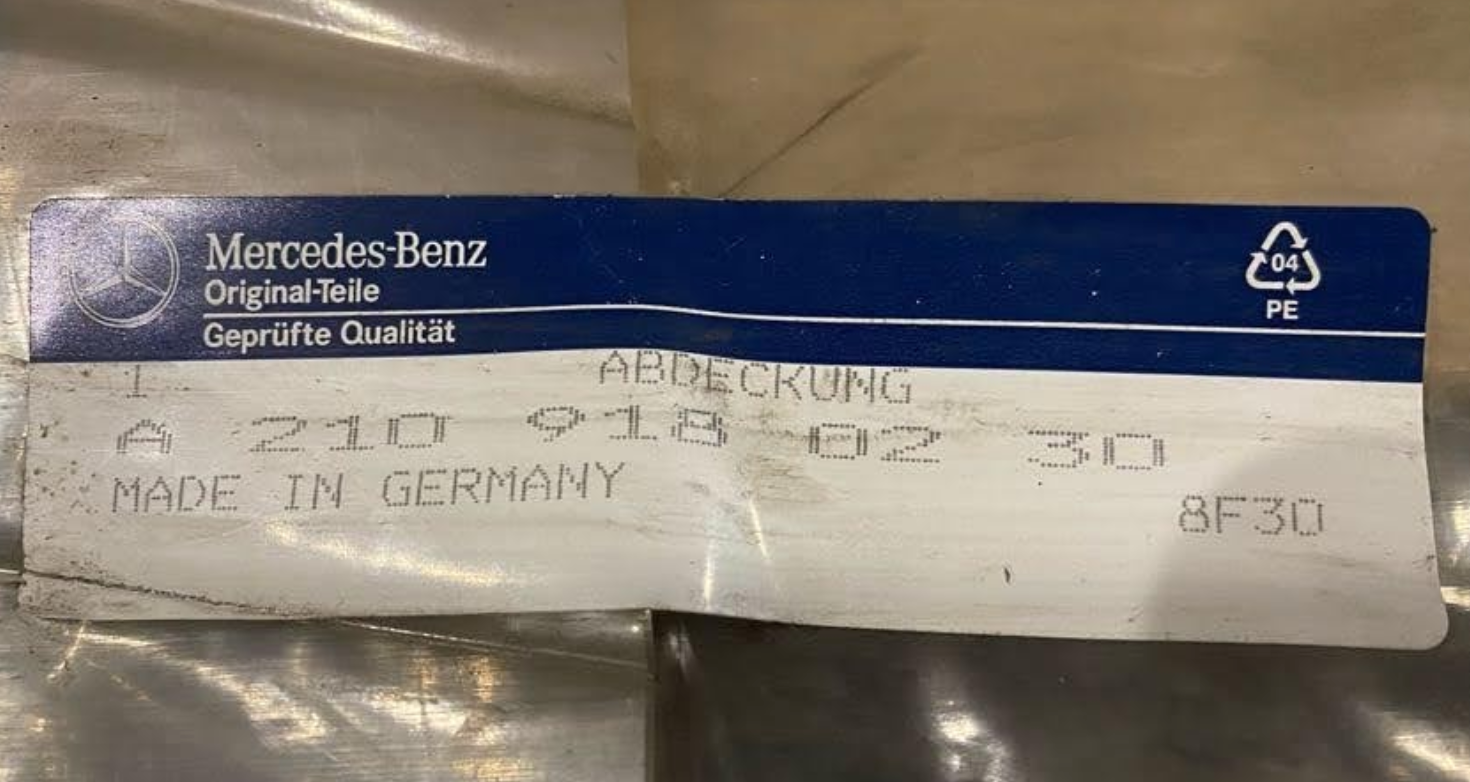 Mercedes-Benz
Original-Teile
Geprüfte Qualität
04
PE
1
ABDECKUNG
A 210 918 02 30
MADE IN GERMANY
8F30